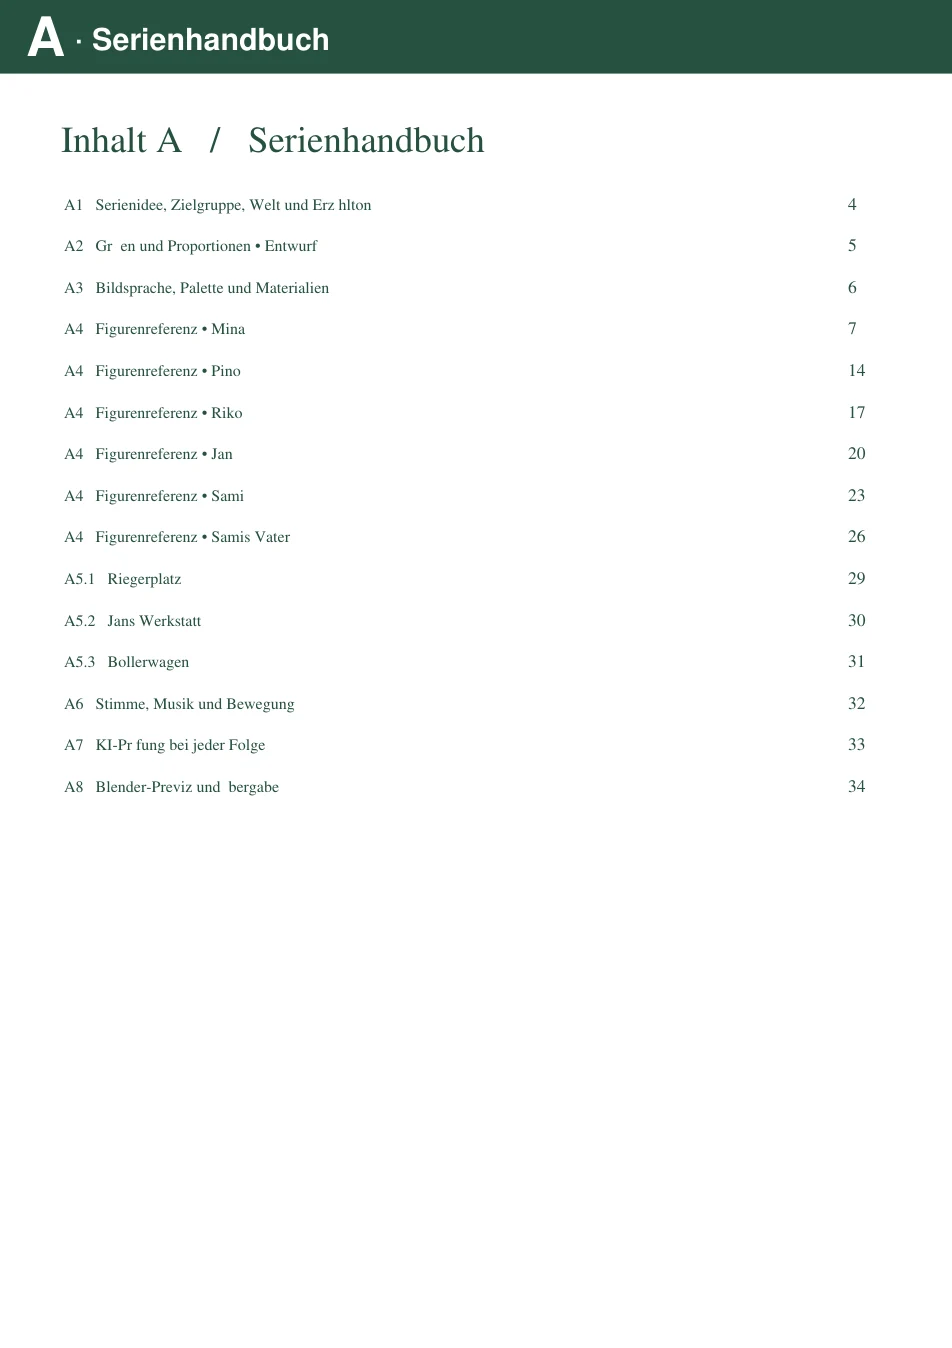 A · Serienhandbuch
Inhalt A / Serienhandbuch
A1 Serienidee, Zielgruppe, Welt und Erz hlton 4
A2 Gr  en und Proportionen • Entwurf 5
A3 Bildsprache, Palette und Materialien 6
A4 Figurenreferenz • Mina 7
A4 Figurenreferenz • Pino 14
A4 Figurenreferenz • Riko 17
A4 Figurenreferenz • Jan 20
A4 Figurenreferenz • Sami 23
A4 Figurenreferenz • Samis Vater 26
A5.1 Riegerplatz 29
A5.2 Jans Werkstatt 30
A5.3 Bollerwagen 31
A6 Stimme, Musik und Bewegung 32
A7 KI-Pr fung bei jeder Folge 33
A8 Blender-Previz und  bergabe 34